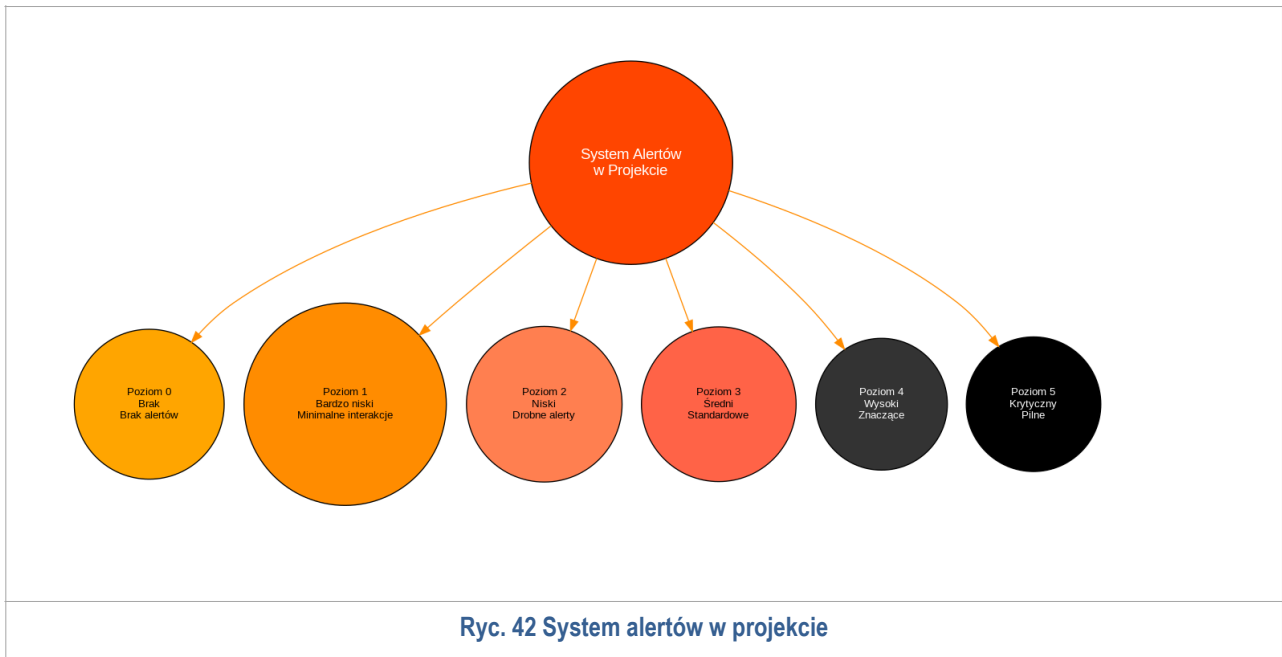 System Alertów
w Projekcie
Poziom 0
Brak
Brak alertów
Poziom 1
Bardzo niski
Minimalne interakcje
Poziom 2
Niski
Drobne alerty
Poziom 3
Średni
Standardowe
Poziom 4
Wysoki
Znaczące
Poziom 5
Krytyczny
Pilne
Ryc. 42 System alertów w projekcie